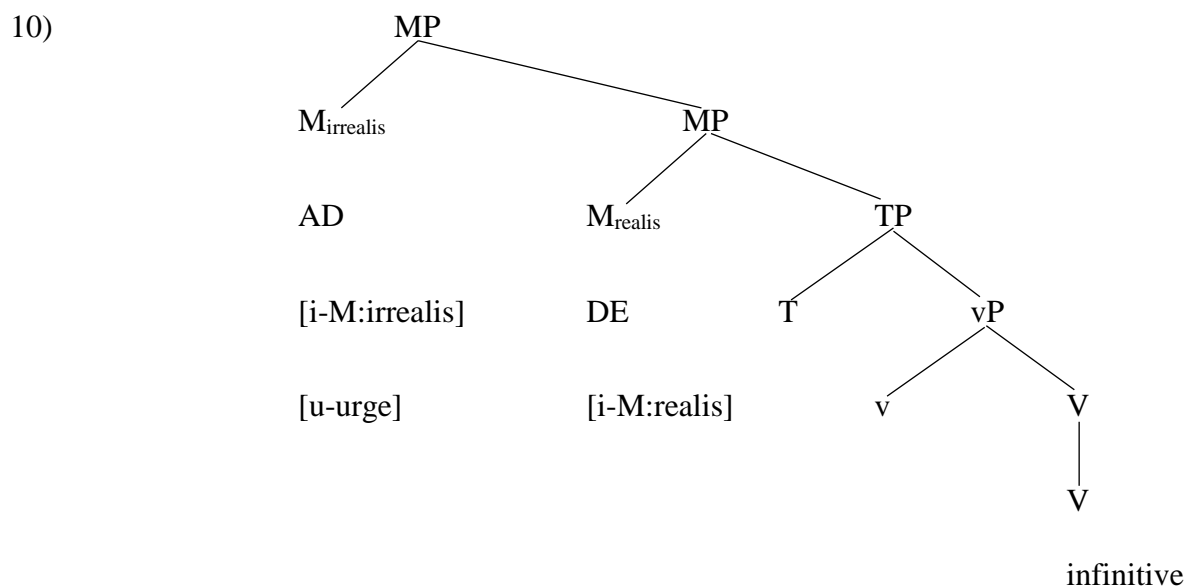 10) MP
M_irrealis MP
AD M_realis TP
[i-M:irrealis] DE T vP
[u-urge] [i-M:realis] v V
V
infinitive